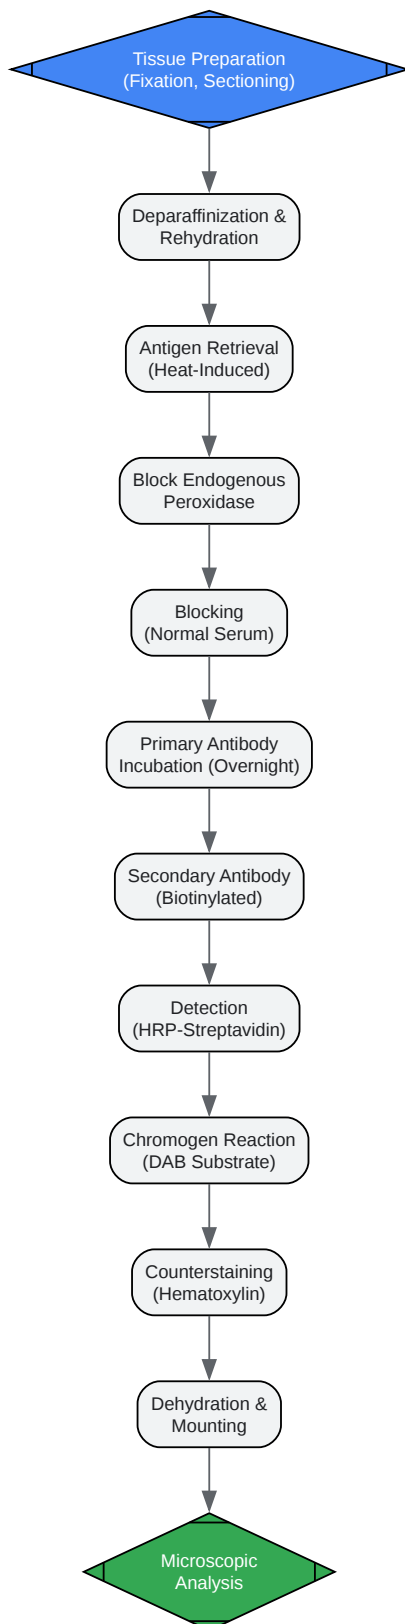 Tissue Preparation
(Fixation, Sectioning)
Deparaffinization &
Rehydration
Antigen Retrieval
(Heat-Induced)
Block Endogenous
Peroxidase
Blocking
(Normal Serum)
Primary Antibody
Incubation (Overnight)
Secondary Antibody
(Biotinylated)
Detection
(HRP-Streptavidin)
Chromogen Reaction
(DAB Substrate)
Counterstaining
(Hematoxylin)
Dehydration &
Mounting
Microscopic
Analysis